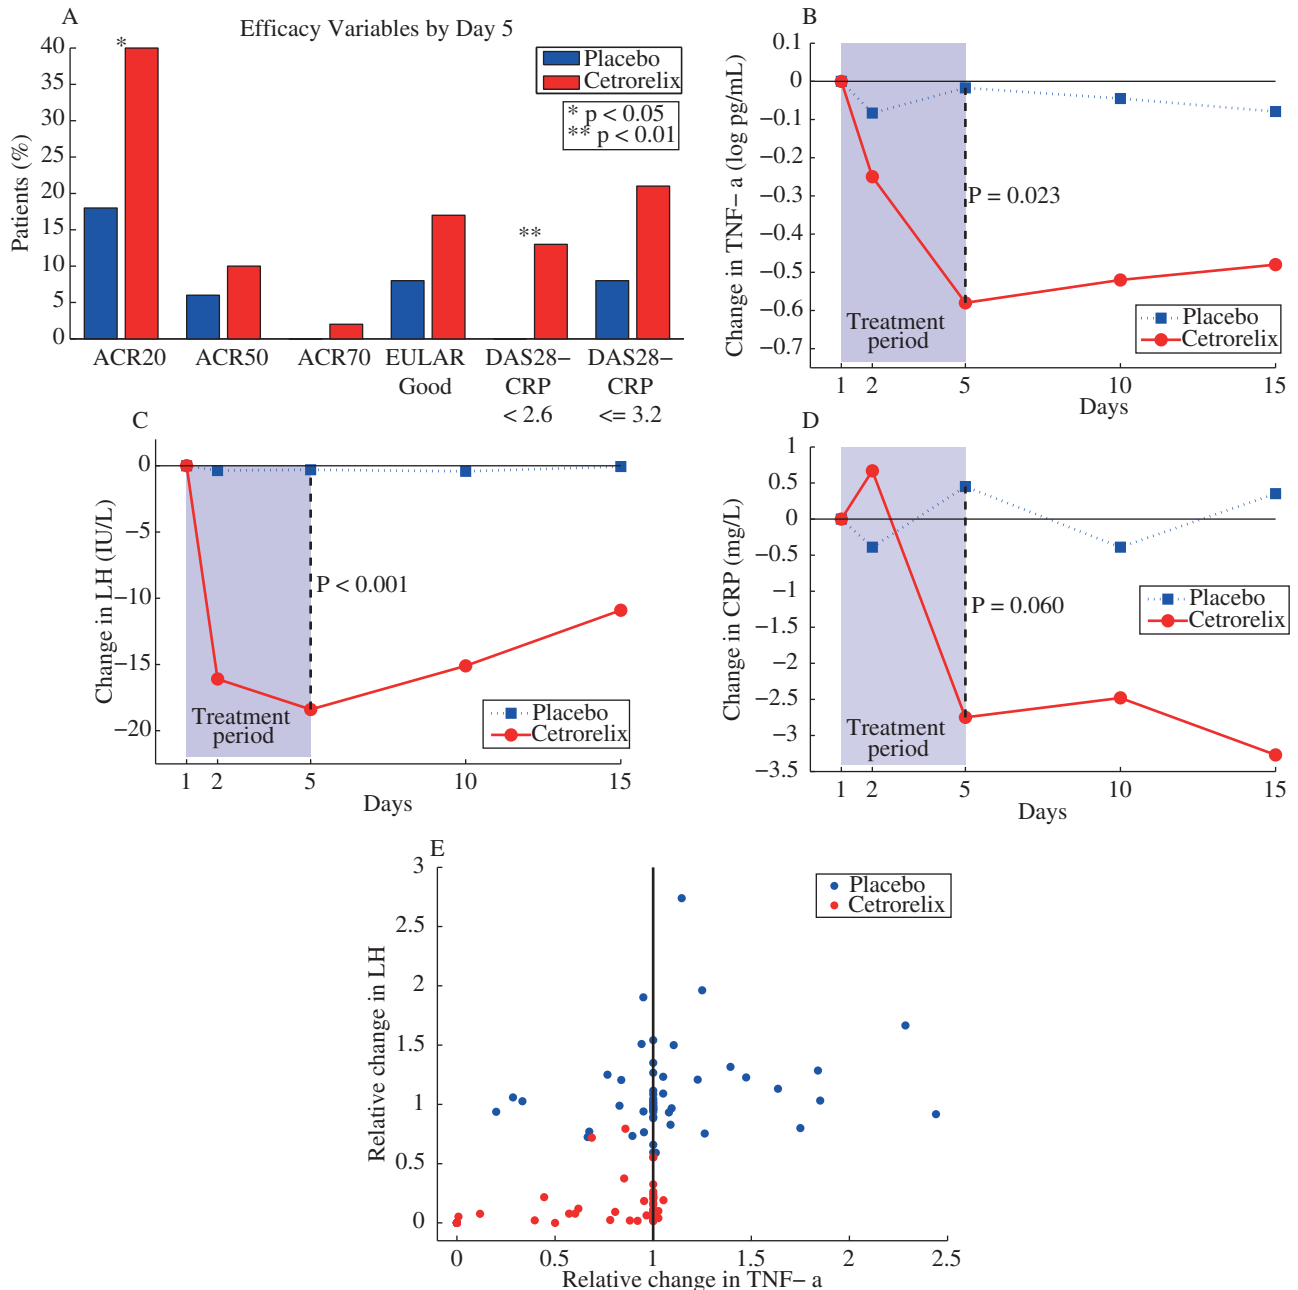 A
Efficacy Variables by Day 5
Patients (%)
40
35
30
25
20
15
10
5
0
*
**
Placebo
Cetrorelix
* p < 0.05
** p < 0.01
ACR20 ACR50 ACR70 EULAR Good DAS28− CRP < 2.6 DAS28− CRP <= 3.2
B
Change in TNF− a (log pg/mL)
0.1
0
−0.1
−0.2
−0.3
−0.4
−0.5
−0.6
−0.7
P = 0.023
Treatment
period
Placebo
Cetrorelix
1 2 5 10 15
Days
C
Change in LH (IU/L)
0
−5
−10
−15
−20
P < 0.001
Treatment
period
Placebo
Cetrorelix
1 2 5 10 15
Days
D
Change in CRP (mg/L)
1
0.5
0
−0.5
−1
−1.5
−2
−2.5
−3
−3.5
P = 0.060
Treatment
period
Placebo
Cetrorelix
1 2 5 10 15
Days
E
Relative change in LH
3
2.5
2
1.5
1
0.5
0
Placebo
Cetrorelix
0 0.5 1 1.5 2 2.5
Relative change in TNF− a